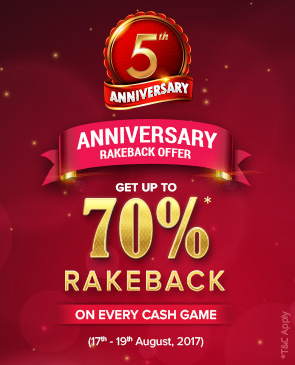 5th
ANNIVERSARY
ANNIVERSARY
RAKEBACK OFFER
GET UP TO
70%*
RAKEBACK
ON EVERY CASH GAME
(17th - 19th August, 2017)
*T&C Apply